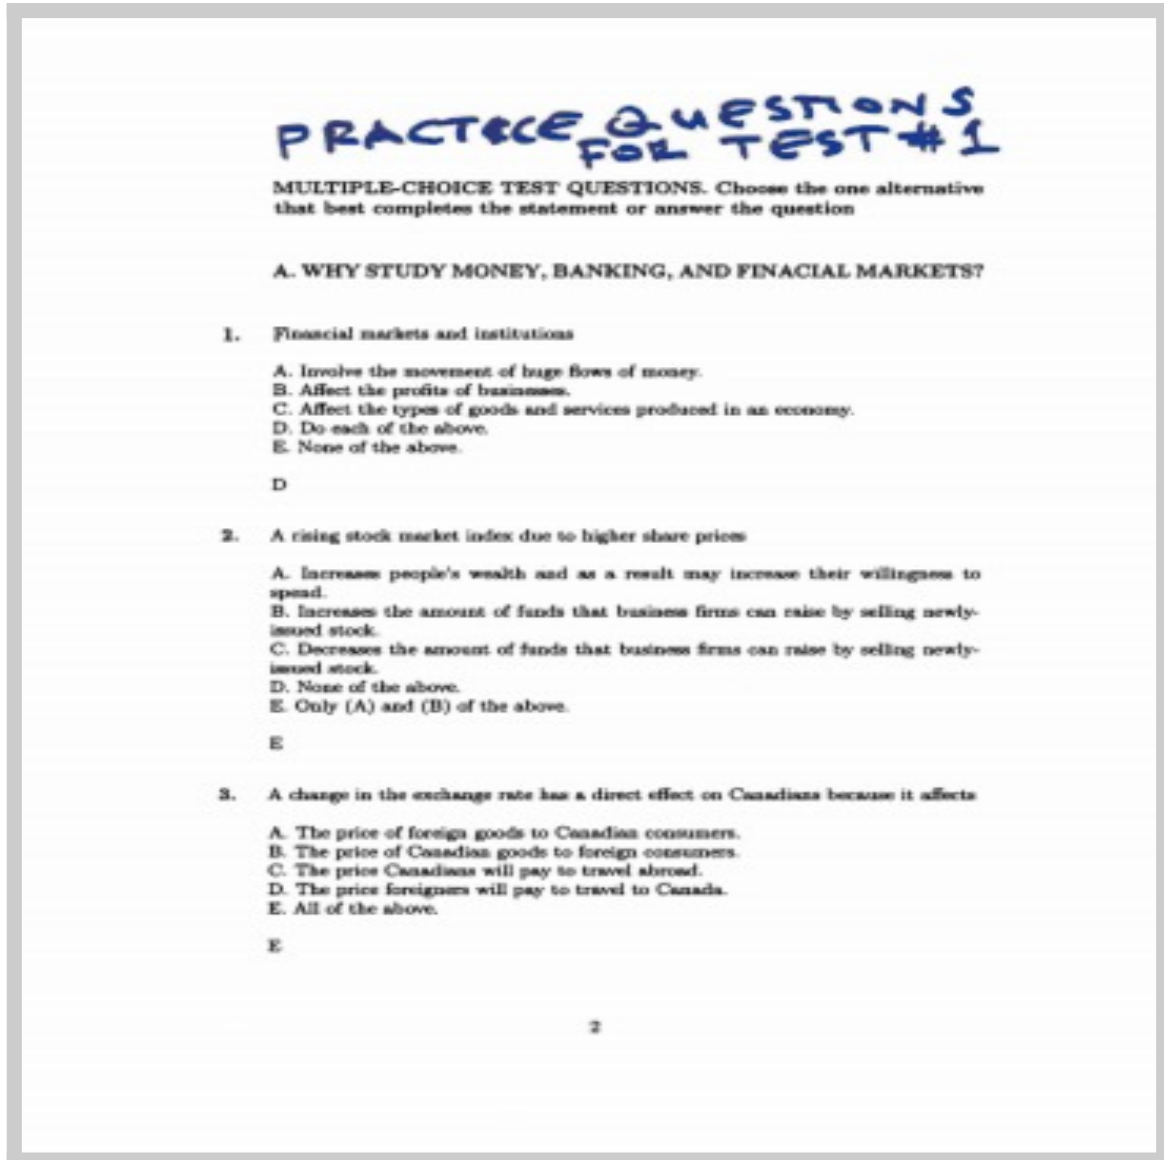 PRACTICE QUESTIONS
FOR TEST #1
MULTIPLE-CHOICE TEST QUESTIONS. Choose the one alternative
that best completes the statement or answer the question
A. WHY STUDY MONEY, BANKING, AND FINACIAL MARKETS?
1. Financial markets and institutions
A. Involve the movement of huge flows of money.
B. Affect the profits of businesses.
C. Affect the types of goods and services produced in an economy.
D. Do each of the above.
E. None of the above.
D
2. A rising stock market index due to higher share prices
A. Increases people's wealth and as a result may increase their willingness to
spend.
B. Increases the amount of funds that business firms can raise by selling newly-
issued stock.
C. Decreases the amount of funds that business firms can raise by selling newly-
issued stock.
D. None of the above.
E. Only (A) and (B) of the above.
E
3. A change in the exchange rate has a direct effect on Canadians because it affects
A. The price of foreign goods to Canadian consumers.
B. The price of Canadian goods to foreign consumers.
C. The price Canadians will pay to travel abroad.
D. The price foreigners will pay to travel to Canada.
E. All of the above.
E
2